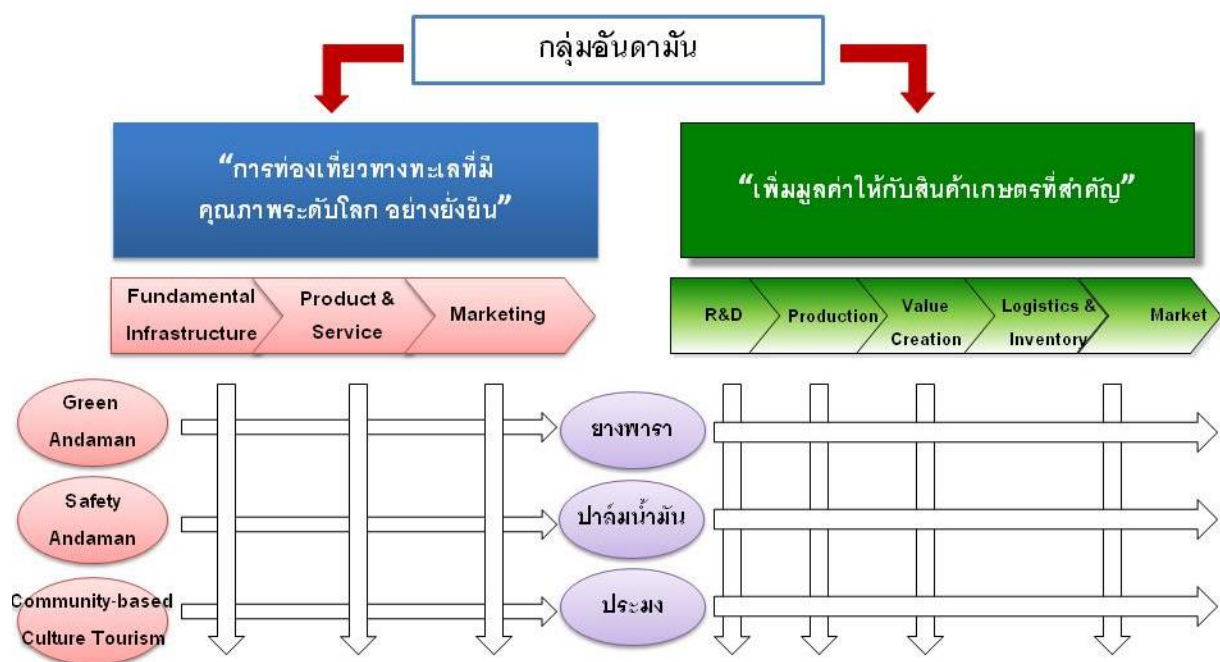 กลุ่มอันดามัน
“การท่องเที่ยวทางทะเลที่มี
คุณภาพระดับโลก อย่างยั่งยืน”
“เพิ่มมูลค่าให้กับสินค้าเกษตรที่สำคัญ”
Fundamental
Infrastructure
Product &
Service
Marketing
R&D
Production
Value
Creation
Logistics &
Inventory
Market
Green
Andaman
ยางพารา
Safety
Andaman
ปาล์มน้ำมัน
Community-based
Culture Tourism
ประมง